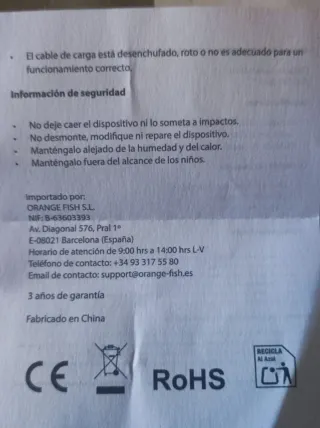 - El cable de carga está desenchufado, roto o no es adecuado para un
funcionamiento correcto.
Información de seguridad
- No deje caer el dispositivo ni lo someta a impactos.
- No desmonte, modifique ni repare el dispositivo.
- Manténgalo alejado de la humedad y del calor.
- Manténgalo fuera del alcance de los niños.
Importado por:
ORANGE FISH S.L.
NIF: B-63603393
Av. Diagonal 576, Pral 1ª
E-08021 Barcelona (España)
Horario de atención de 9:00 hrs a 14:00 hrs L-V
Teléfono de contacto: +34 93 317 55 80
Email de contacto: support@orange-fish.es
3 años de garantía
Fabricado en China
CE
RoHS
RECICLA
Al Azul